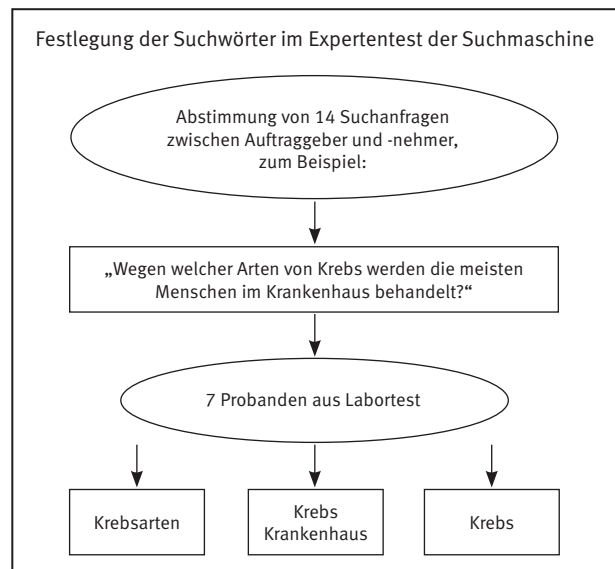 Festlegung der Suchwörter im Expertentest der Suchmaschine
Abstimmung von 14 Suchanfragen
zwischen Auftraggeber und -nehmer,
zum Beispiel:
„Wegen welcher Arten von Krebs werden die meisten
Menschen im Krankenhaus behandelt?“
7 Probanden aus Labortest
Krebsarten
Krebs
Krankenhaus
Krebs